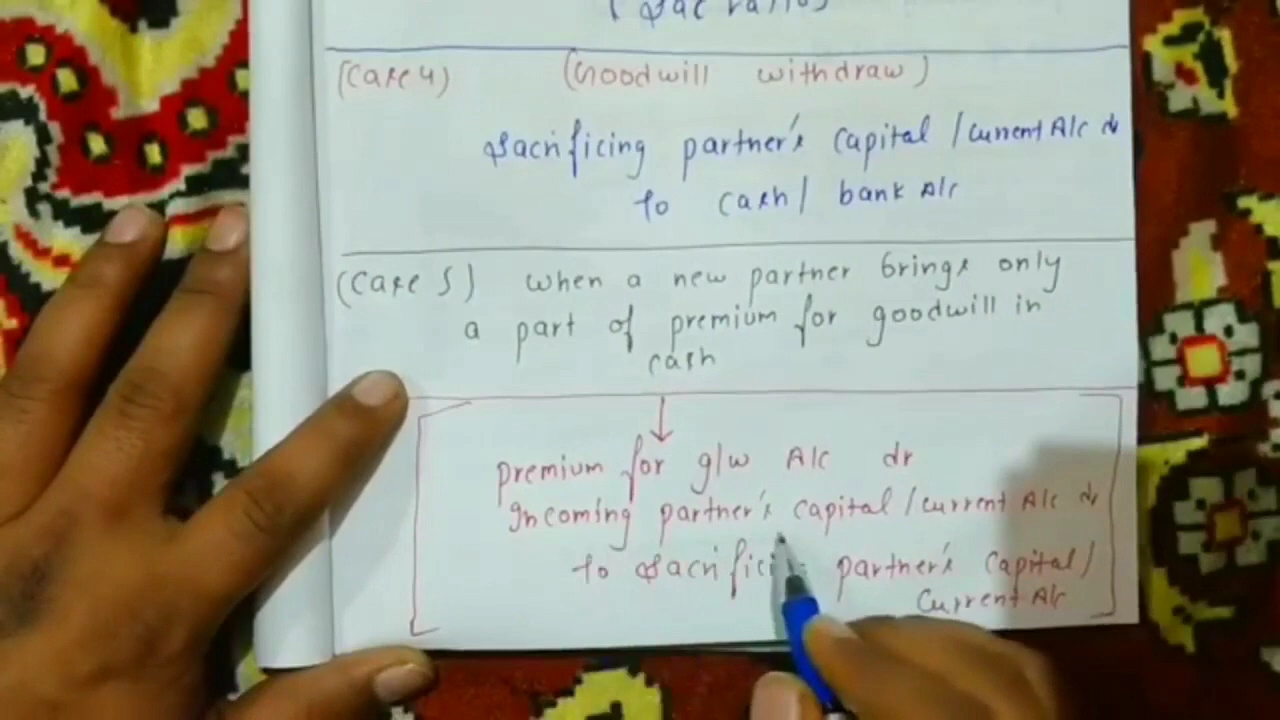 (Case 4) (Goodwill withdraw)
Sacrificing partner's capital / current A/c dr
To cash / bank A/c
(Case 5) when a new partner brings only
a part of premium for goodwill in
cash
premium for g/w A/c dr
Incoming partner's capital / current A/c dr
To sacrificing partner's capital /
current A/c